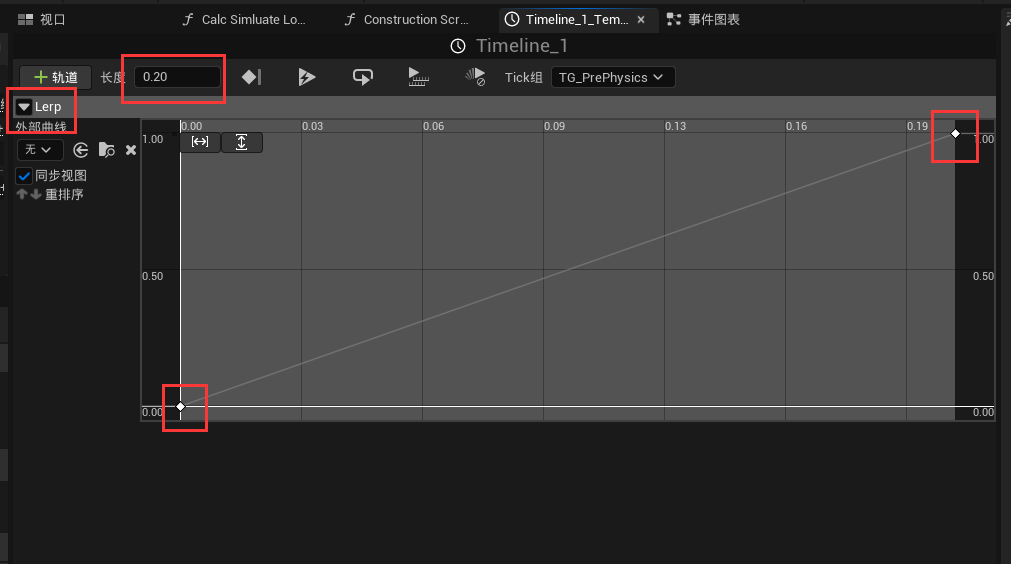 视口
Calc Simluate Lo...
Construction Scr...
Timeline_1_Tem...
事件图表
Timeline_1
轨道
长度
0.20
Tick组
TG_PrePhysics
Lerp
外部曲线
无
同步视图
重排序
0.00
0.03
0.06
0.09
0.13
0.16
0.19
1.00
1.00
0.50
0.50
0.00
0.00